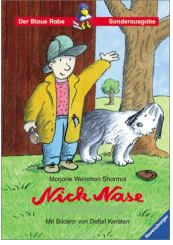 Der Blaue Rabe
Sonderausgabe
Marjorie Weinman Sharmat
Nick Nase
Mit Bildern von Detlef Kersten
Ravensburger